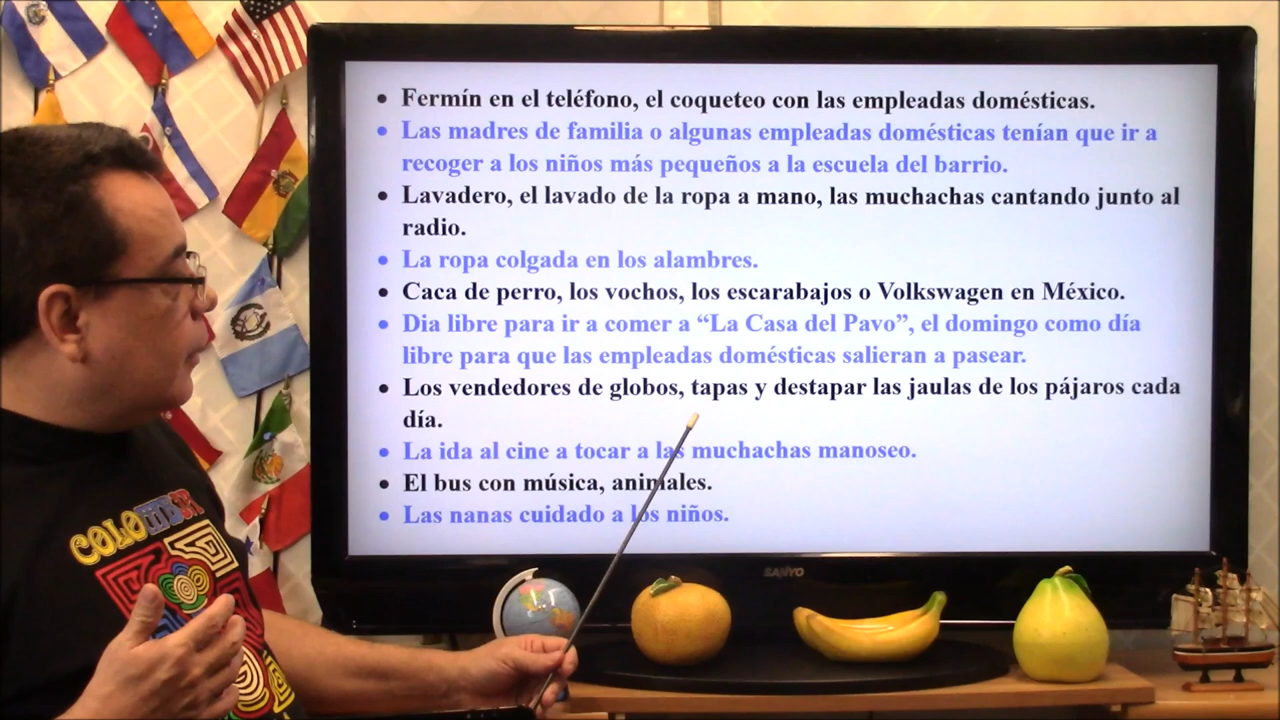 • Fermín en el teléfono, el coqueteo con las empleadas domésticas.
• Las madres de familia o algunas empleadas domésticas tenían que ir a
recoger a los niños más pequeños a la escuela del barrio.
• Lavadero, el lavado de la ropa a mano, las muchachas cantando junto al
radio.
• La ropa colgada en los alambres.
• Caca de perro, los vochos, los escarabajos o Volkswagen en México.
• Dia libre para ir a comer a “La Casa del Pavo”, el domingo como día
libre para que las empleadas domésticas salieran a pasear.
• Los vendedores de globos, tapas y destapar las jaulas de los pájaros cada
día.
• La ida al cine a tocar a las muchachas manoseo.
• El bus con música, animales.
• Las nanas cuidado a los niños.
SANYO
COLOMBIA